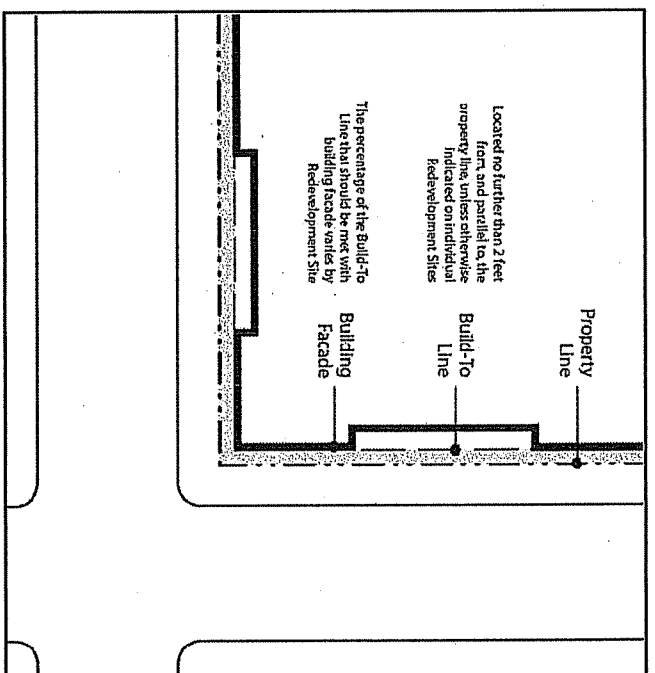 Property
Line
Located no further than 2 feet
from, and parallel to, the
property line, unless otherwise
indicated on individual
Redevelopment Sites
Build-To
Line
The percentage of the Build-To
Line that should be met with
building facade varies by
Redevelopment Site
Building
Facade